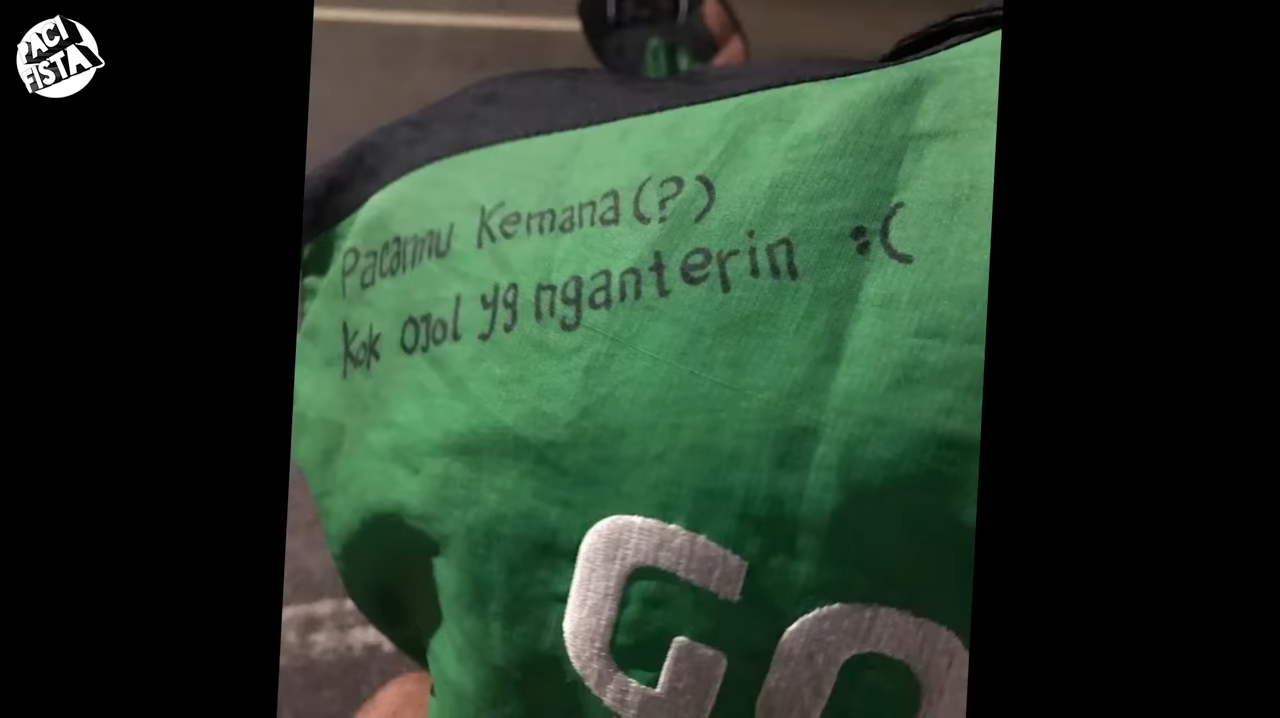 PACI
FISTA
Pacarmu Kemana (?)
Kok Ojol yg nganterin :(
GO